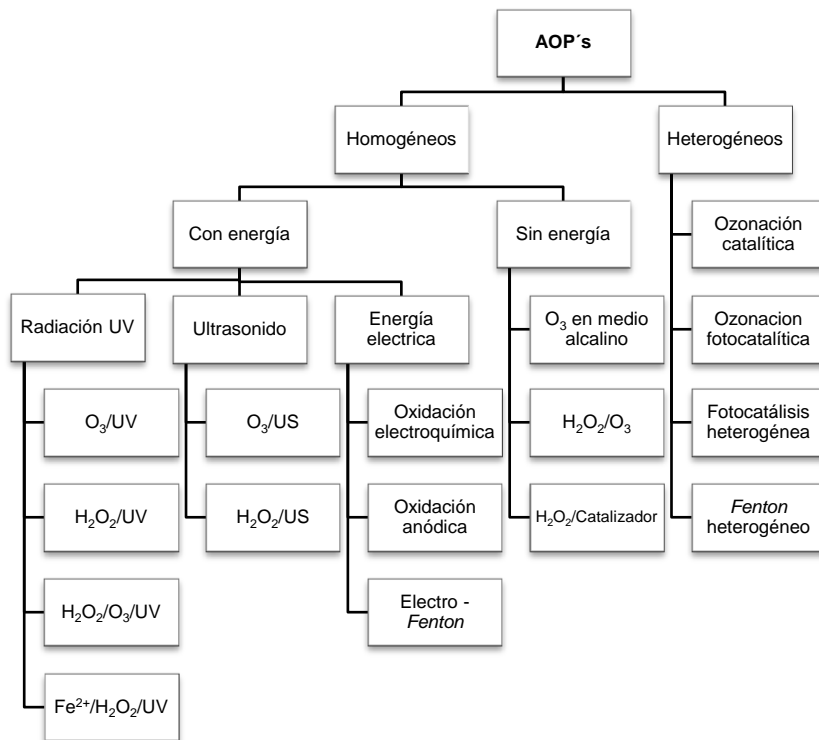 AOP´s
Homogéneos
Heterogéneos
Con energía
Sin energía
Ozonación
catalítica
Radiación UV
Ultrasonido
Energía
electrica
O₃ en medio
alcalino
Ozonacion
fotocatalítica
O₃/UV
O₃/US
Oxidación
electroquímica
H₂O₂/O₃
Fotocatálisis
heterogénea
H₂O₂/UV
H₂O₂/US
Oxidación
anódica
H₂O₂/Catalizador
Fenton
heterogéneo
H₂O₂/O₃/UV
Electro -
Fenton
Fe²⁺/H₂O₂/UV